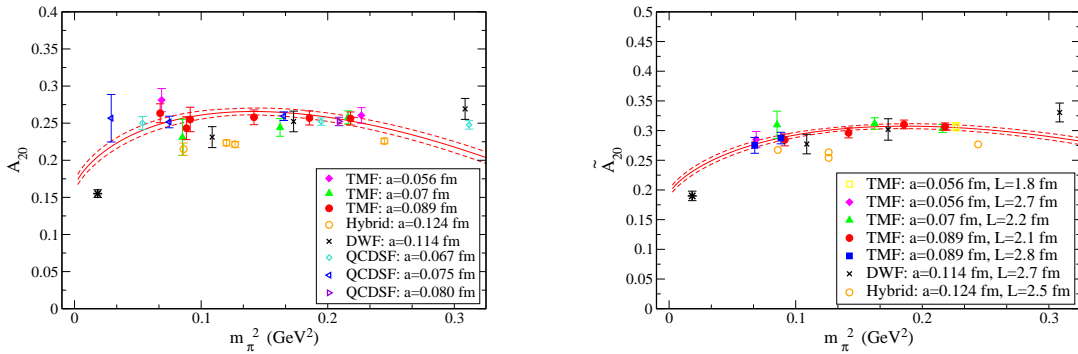 0.4
0.35
0.3
0.25
0.2
0.15
0.1
0.05
0
A₂₀
0 0.1 0.2 0.3
m_π² (GeV²)
TMF: a=0.056 fm
TMF: a=0.07 fm
TMF: a=0.089 fm
Hybrid: a=0.124 fm
DWF: a=0.114 fm
QCDSF: a=0.067 fm
QCDSF: a=0.075 fm
QCDSF: a=0.080 fm
0.5
0.45
0.4
0.35
0.3
0.25
0.2
0.15
0.1
0.05
0
Ã₂₀
0 0.1 0.2 0.3
m_π² (GeV²)
TMF: a=0.056 fm, L=1.8 fm
TMF: a=0.056 fm, L=2.7 fm
TMF: a=0.07 fm, L=2.2 fm
TMF: a=0.089 fm, L=2.1 fm
TMF: a=0.089 fm, L=2.8 fm
DWF: a=0.114 fm, L=2.7 fm
Hybrid: a=0.124 fm, L=2.5 fm